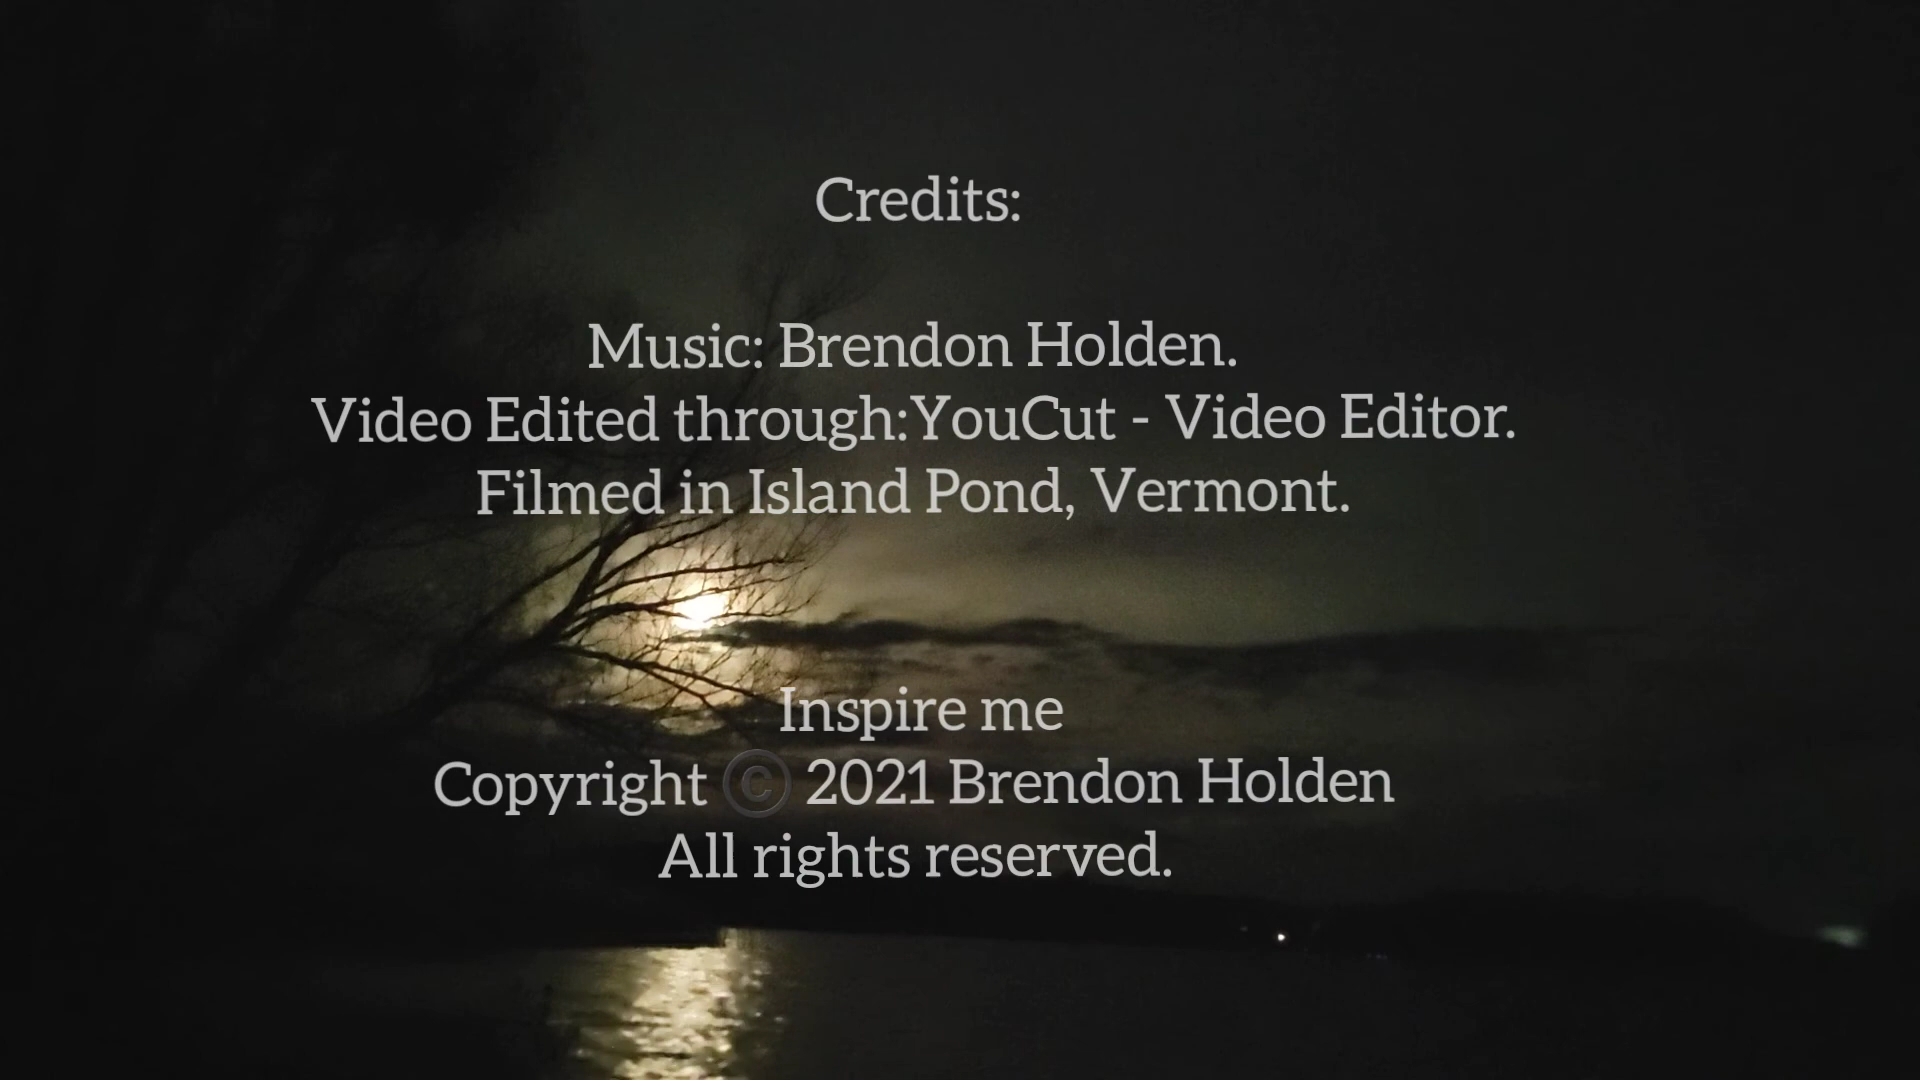 Credits:
Music: Brendon Holden.
Video Edited through:YouCut - Video Editor.
Filmed in Island Pond, Vermont.
Inspire me
Copyright © 2021 Brendon Holden
All rights reserved.